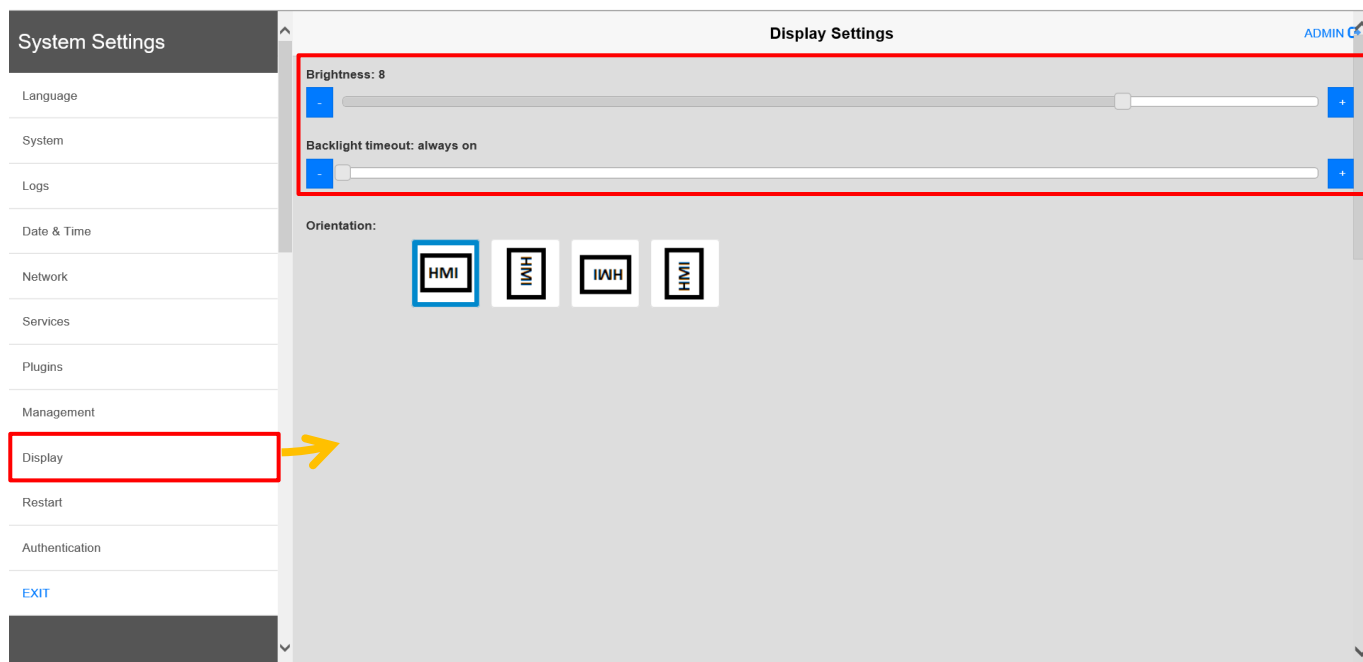 System Settings
Language
System
Logs
Date & Time
Network
Services
Plugins
Management
Display
Restart
Authentication
EXIT
Display Settings
ADMIN
Brightness: 8
-
+
Backlight timeout: always on
-
+
Orientation:
HMI
HMI
HMI
HMI